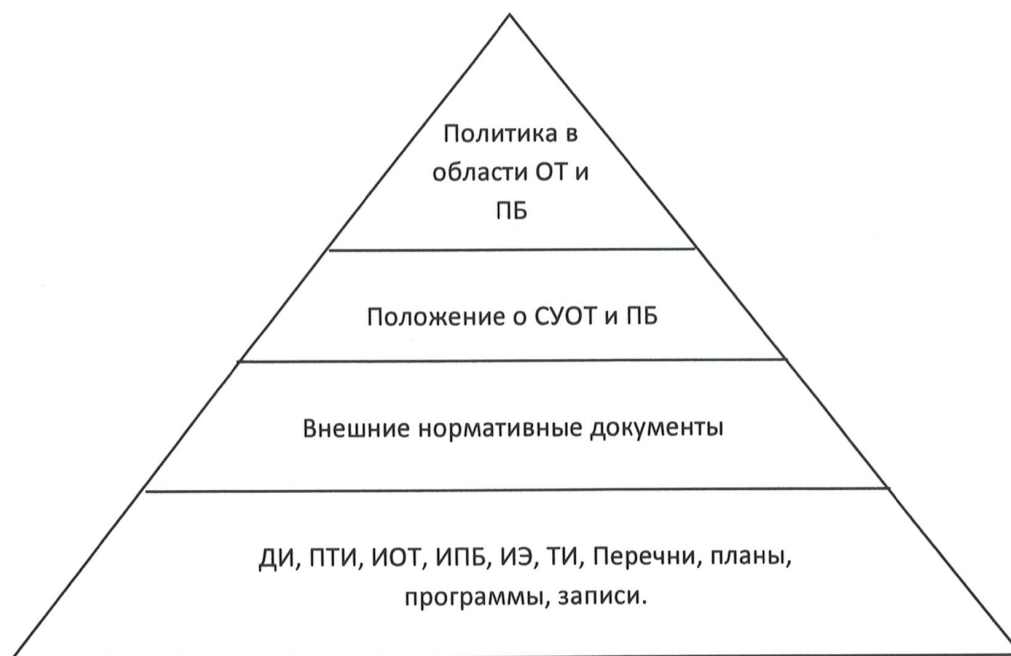 Политика в
области ОТ и
ПБ
Положение о СУОТ и ПБ
Внешние нормативные документы
ДИ, ПТИ, ИОТ, ИПБ, ИЭ, ТИ, Перечни, планы,
программы, записи.